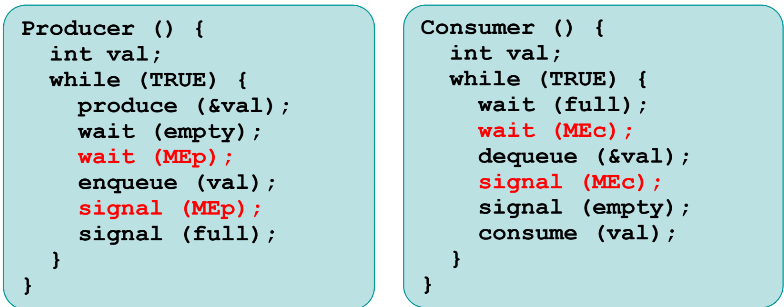 Producer () {
  int val;
  while (TRUE) {
    produce (&val);
    wait (empty);
    wait (MEp);
    enqueue (val);
    signal (MEp);
    signal (full);
  }
}
Consumer () {
  int val;
  while (TRUE) {
    wait (full);
    wait (MEc);
    dequeue (&val);
    signal (MEc);
    signal (empty);
    consume (val);
  }
}